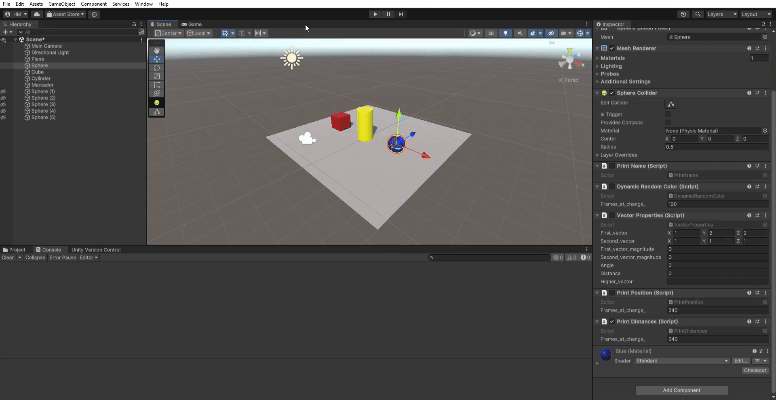 File Edit Assets GameObject Component Services Window Help
Asset Store
Layers
Layout
Hierarchy
Scene
Game
Inspector
All
Center
Local
Scene*
Main Camera
Directional Light
Plane
Sphere
Cube
Cylinder
Sphere (1)
Sphere (2)
Sphere (3)
Sphere (4)
Sphere (5)
Persp
Mesh
Sphere
Mesh Renderer
Materials
1
Lighting
Probes
Additional Settings
Sphere Collider
Edit Collider
Is Trigger
Provides Contacts
Material
None (Physic Material)
Center
X 0 Y 0 Z 0
Radius
0.5
Layer Overrides
Print Name (Script)
Script
PrintName
Dynamic Random Color (Script)
Script
DynamicRandomColor
Frames_at_change_
120
Vector Properties (Script)
Script
VectorProperties
First_vector
X 1 Y 2 Z 2
Second_vector
X 1 Y 1 Z 1
First_vector_magnitude
0
Second_vector_magnitude
0
Angle
0
Distance
0
Higher_vector
Print Position (Script)
Script
PrintPosition
Frames_at_change_
240
Print Distances (Script)
Script
PrintDistances
Frames_at_change_
240
Blue (Material)
Shader
Standard
Edit...
Checkout
Add Component
Project
Console
Unity Version Control
Clear
Collapse
Error Pause
Editor
0 0 0